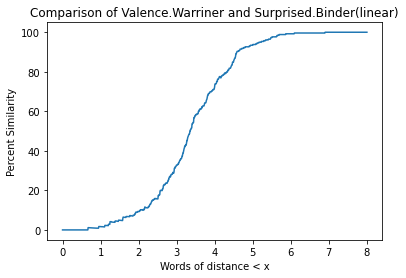 Comparison of Valence.Warriner and Surprised.Binder(linear)
100
80
60
40
20
0
Percent Similarity
0 1 2 3 4 5 6 7 8
Words of distance < x